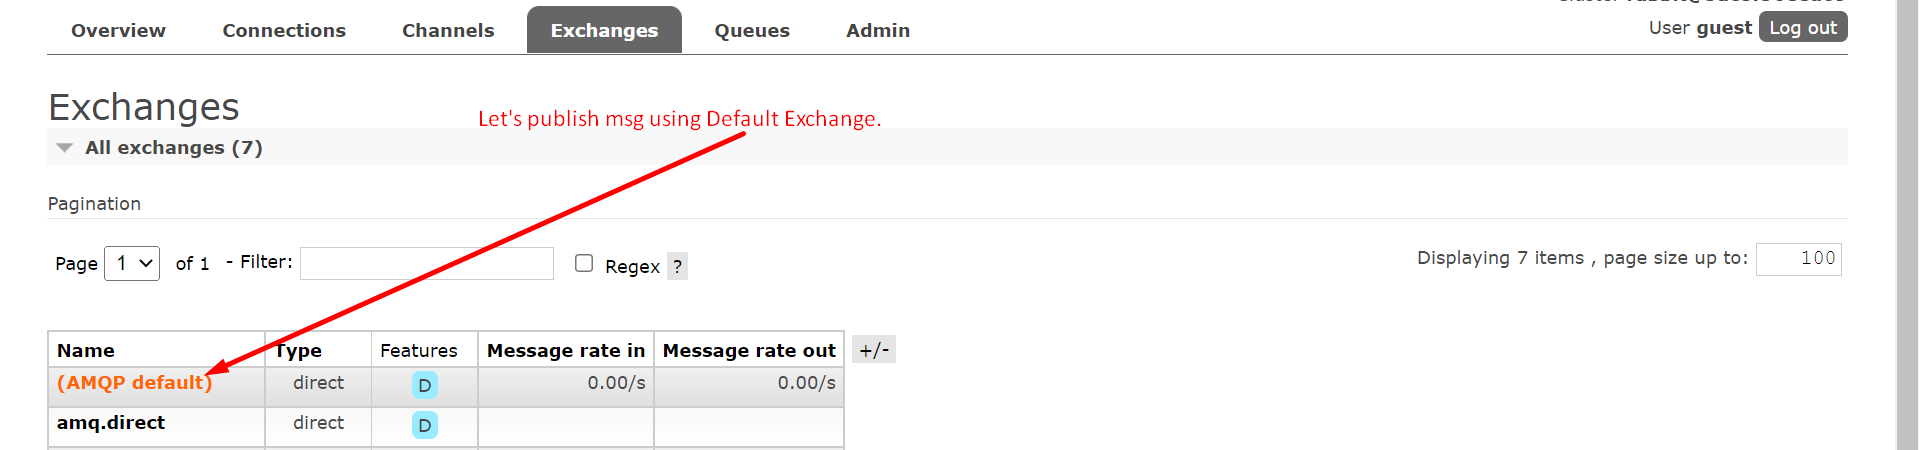 Overview Connections Channels Exchanges Queues Admin
User guest Log out
Exchanges
Let's publish msg using Default Exchange.
All exchanges (7)
Pagination
Page 1 of 1 - Filter: Regex ? Displaying 7 items , page size up to: 100
Name Type Features Message rate in Message rate out +/-
(AMQP default) direct D 0.00/s 0.00/s
amq.direct direct D